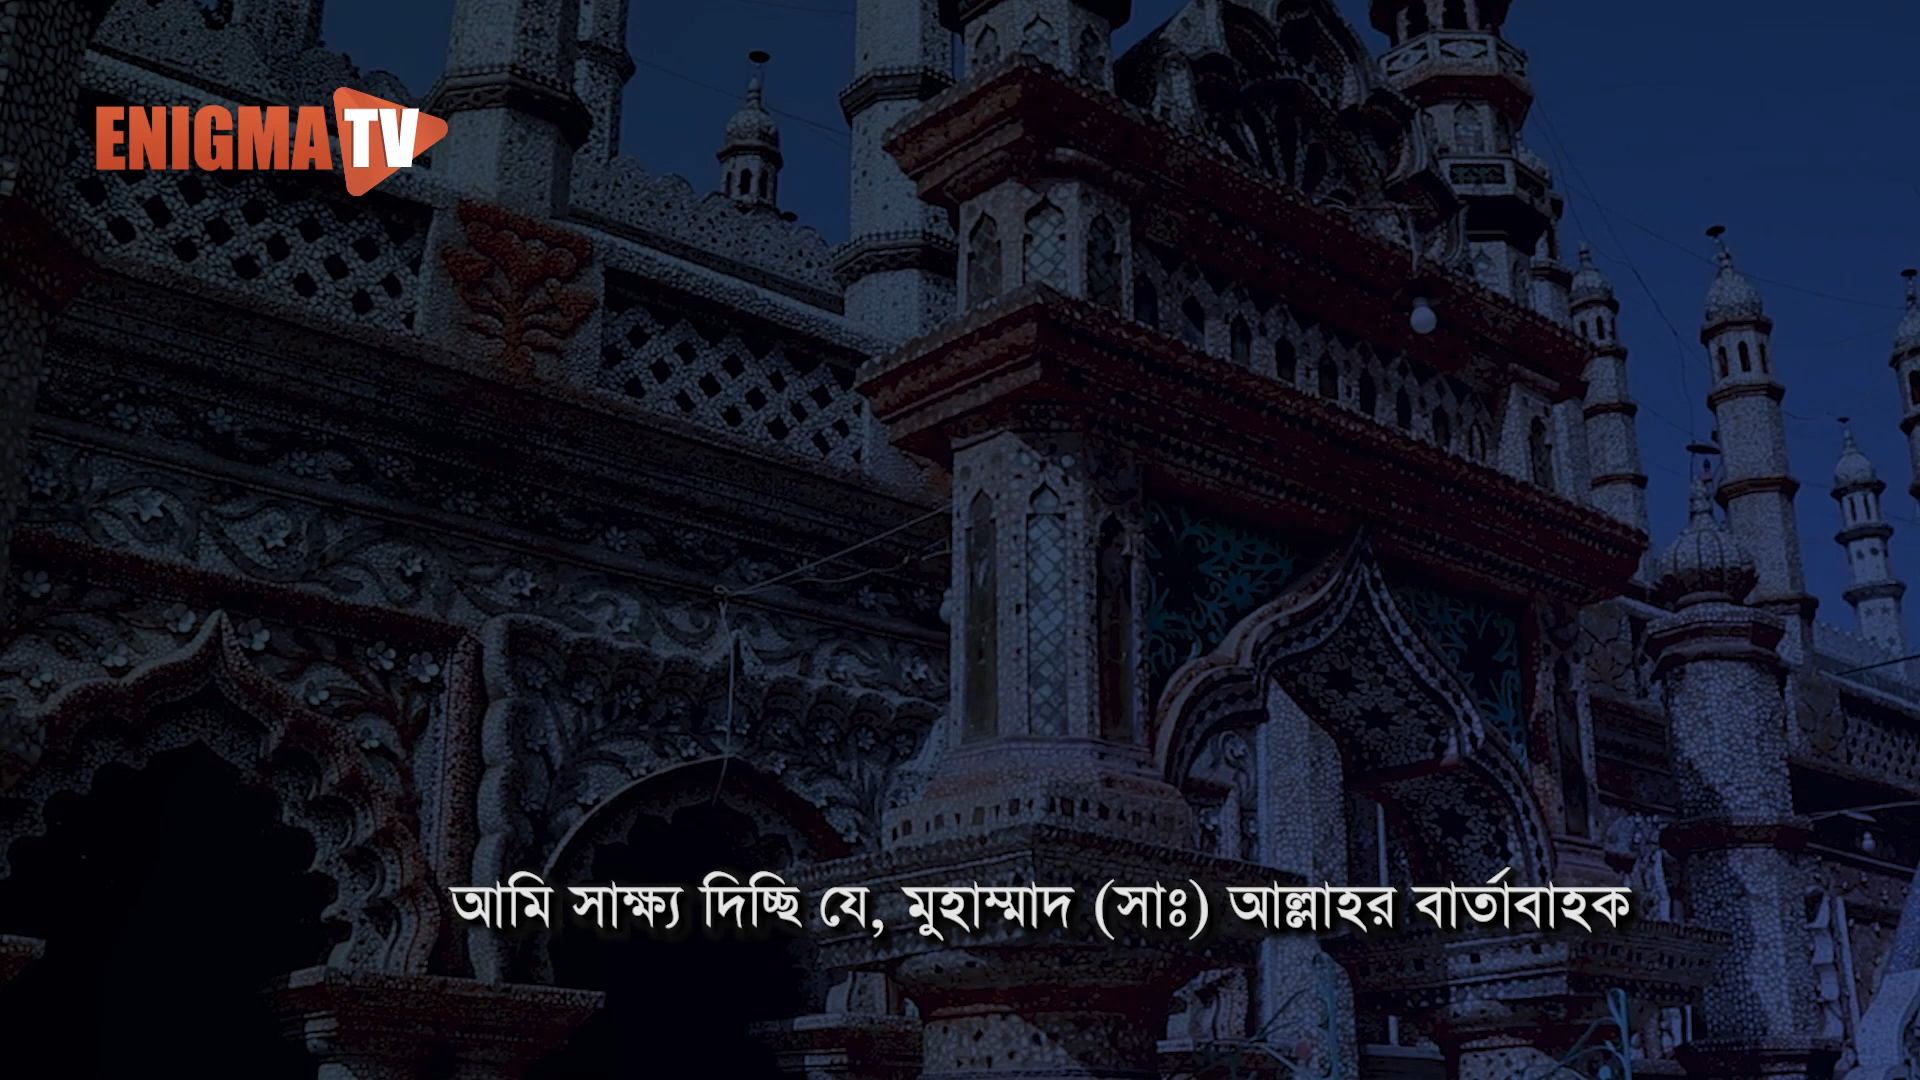 ENIGMA TV
আমি সাক্ষ্য দিচ্ছি যে, মুহাম্মাদ (সাঃ) আল্লাহর বার্তাবাহক